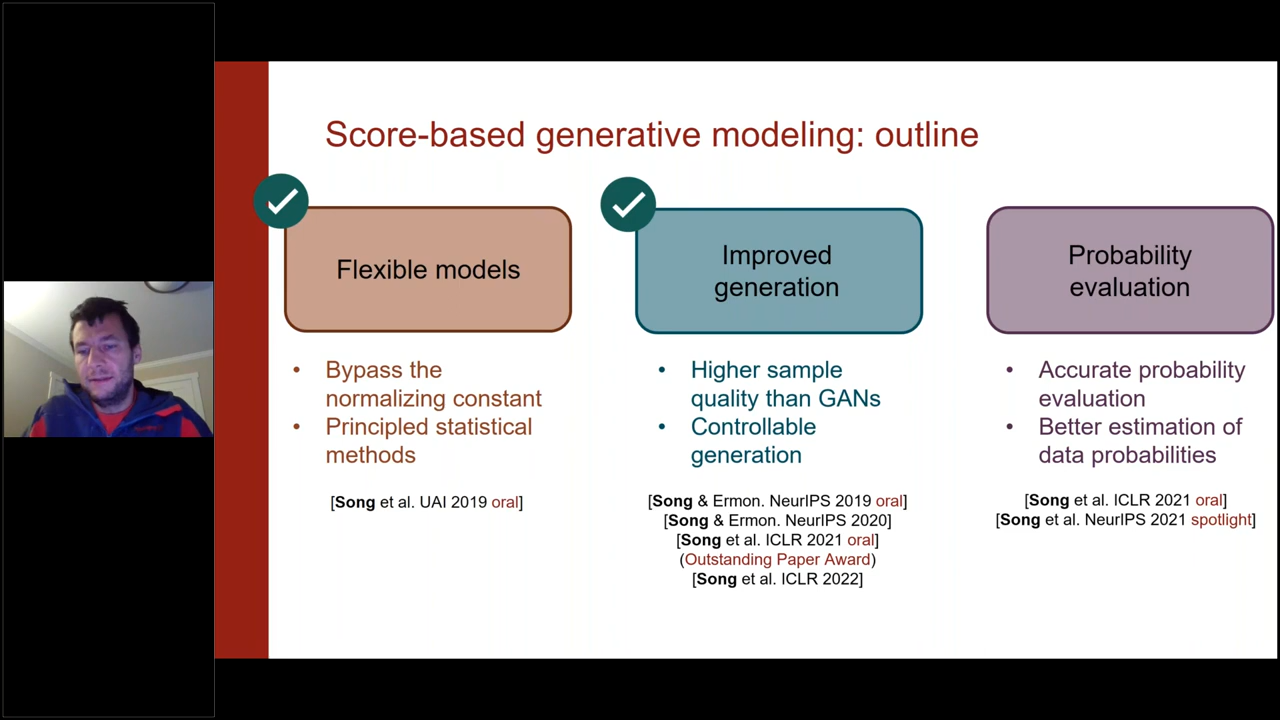 Score-based generative modeling: outline
Flexible models
• Bypass the
normalizing constant
• Principled statistical
methods
[Song et al. UAI 2019 oral]
Improved
generation
• Higher sample
quality than GANs
• Controllable
generation
[Song & Ermon. NeurIPS 2019 oral]
[Song & Ermon. NeurIPS 2020]
[Song et al. ICLR 2021 oral]
(Outstanding Paper Award)
[Song et al. ICLR 2022]
Probability
evaluation
• Accurate probability
evaluation
• Better estimation of
data probabilities
[Song et al. ICLR 2021 oral]
[Song et al. NeurIPS 2021 spotlight]